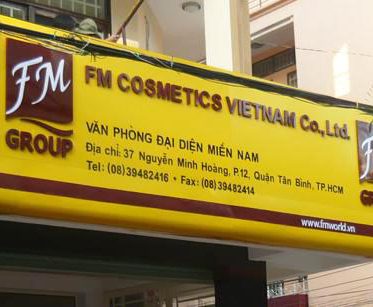 FM
GROUP
FM COSMETICS VIETNAM Co., Ltd.
VĂN PHÒNG ĐẠI DIỆN MIỀN NAM
Địa chỉ: 37 Nguyễn Minh Hoàng, P.12, Quận Tân Bình, TP.HCM
Tel: (08)39482416 • Fax: (08)39482414
www.fmworld.vn